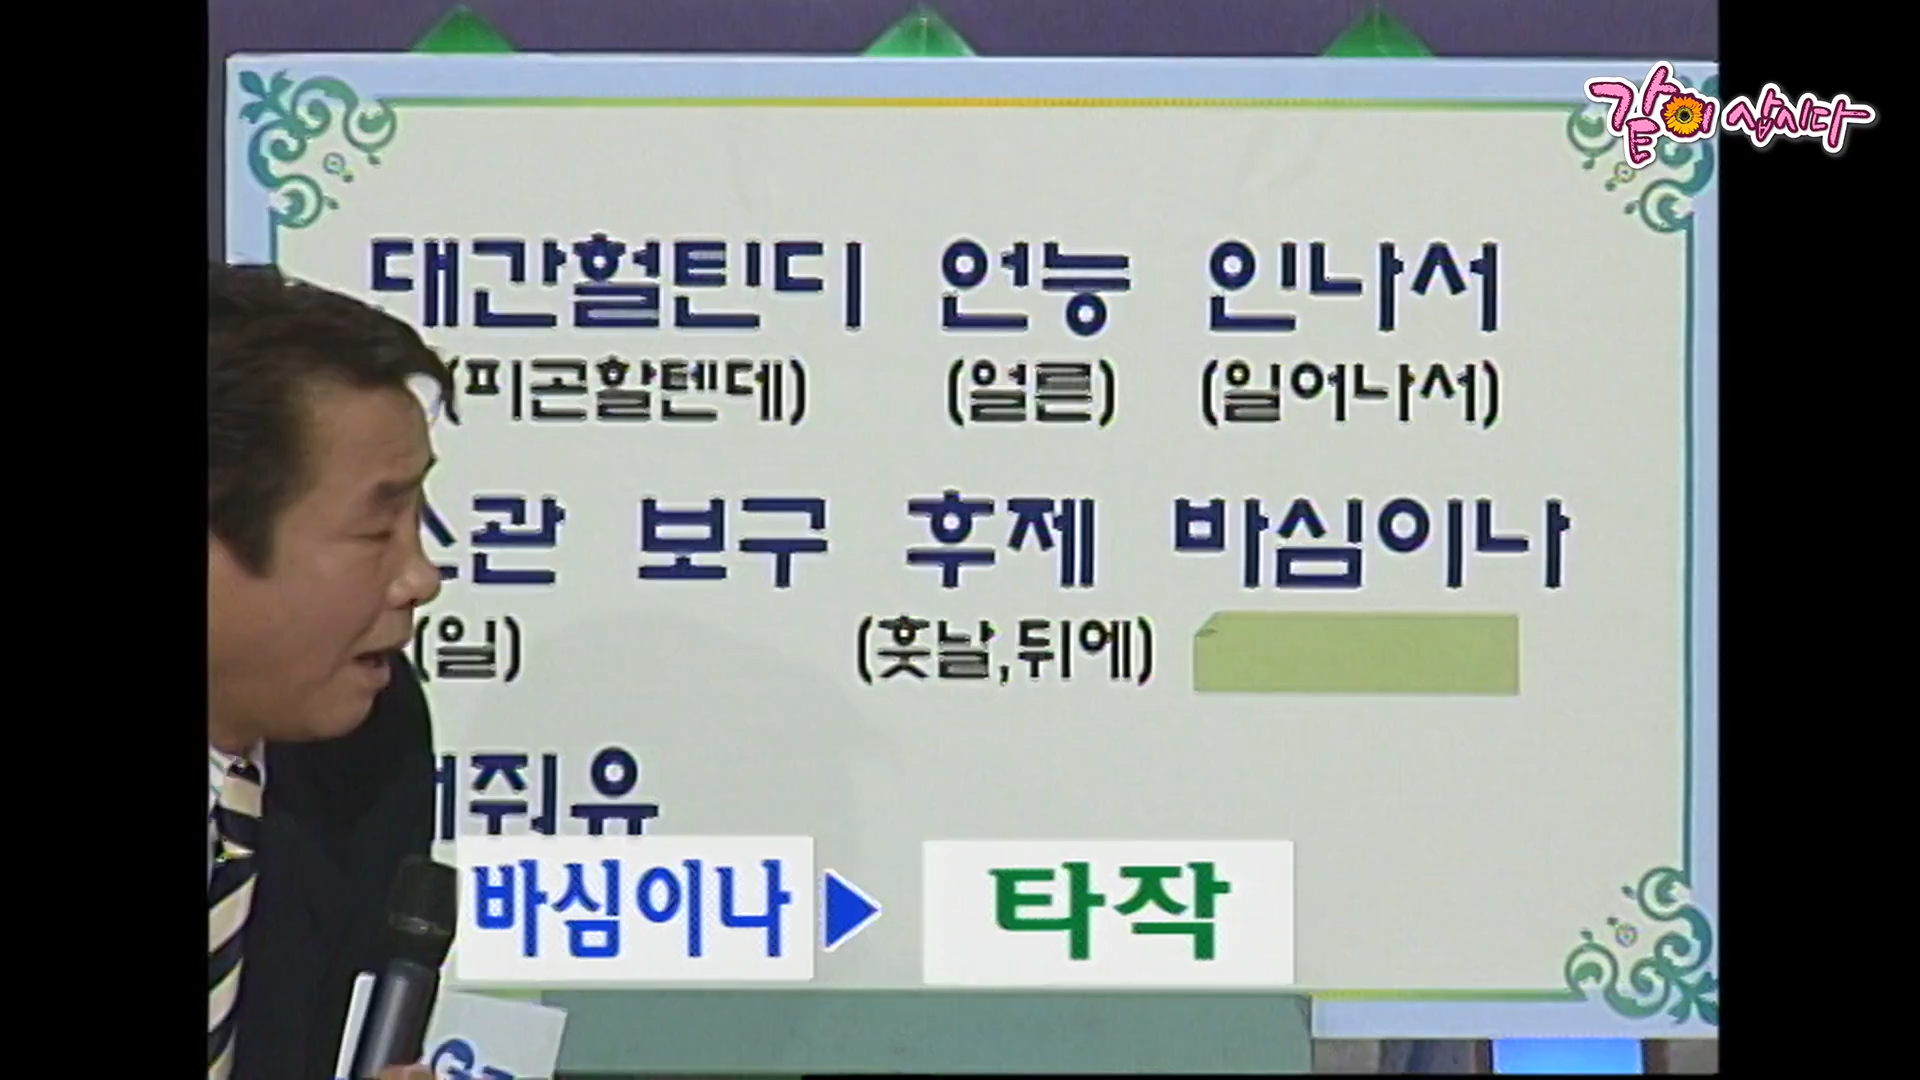 같이 삽시다
대간헐틴디 언능 인나서
(피곤할텐데) (얼른) (일어나서)
관 보구 후제 바심이나
(일) (훗날,뒤에)
줘유
바심이나 타작